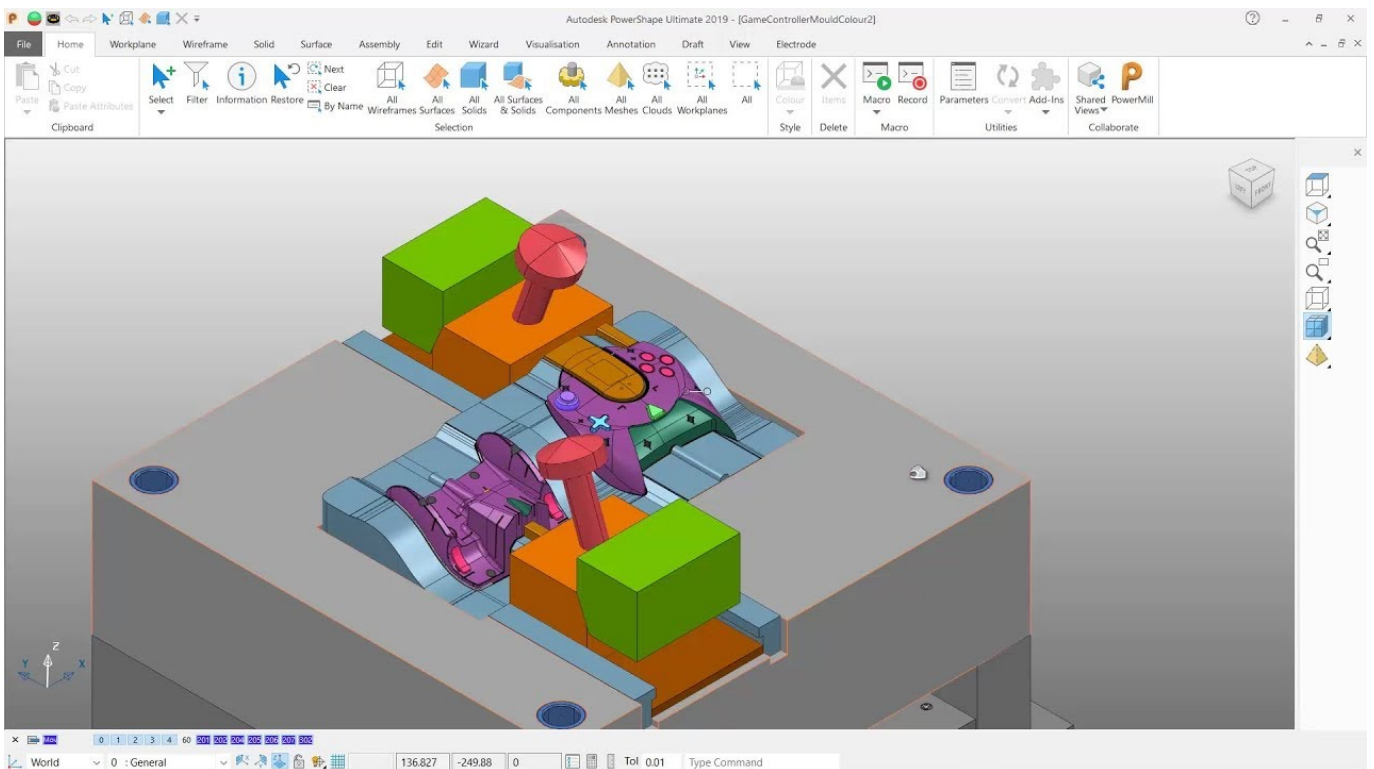 Autodesk PowerShape Ultimate 2019 - [GameControllerMouldColour2]
File Home Workplane Wireframe Solid Surface Assembly Edit Wizard Visualisation Annotation Draft View Electrode
Cut
Copy
Paste Paste Attributes
Clipboard
Select Filter Information Restore
Next
Clear
By Name
All Wireframes
All Surfaces
All Solids
All Surfaces & Solids
All Components
All Meshes
All Clouds
All Workplanes
All
Selection
Colour
Style
Items
Delete
Macro Record
Macro
Parameters Convert Add-Ins
Utilities
Shared Views PowerMill
Collaborate
TOP
LEFT FRONT
Z
Y X
0 1 2 3 4 60 201 202 204 205 206 207 302
World 0 : General 136.827 -249.88 0 Tol 0.01 Type Command